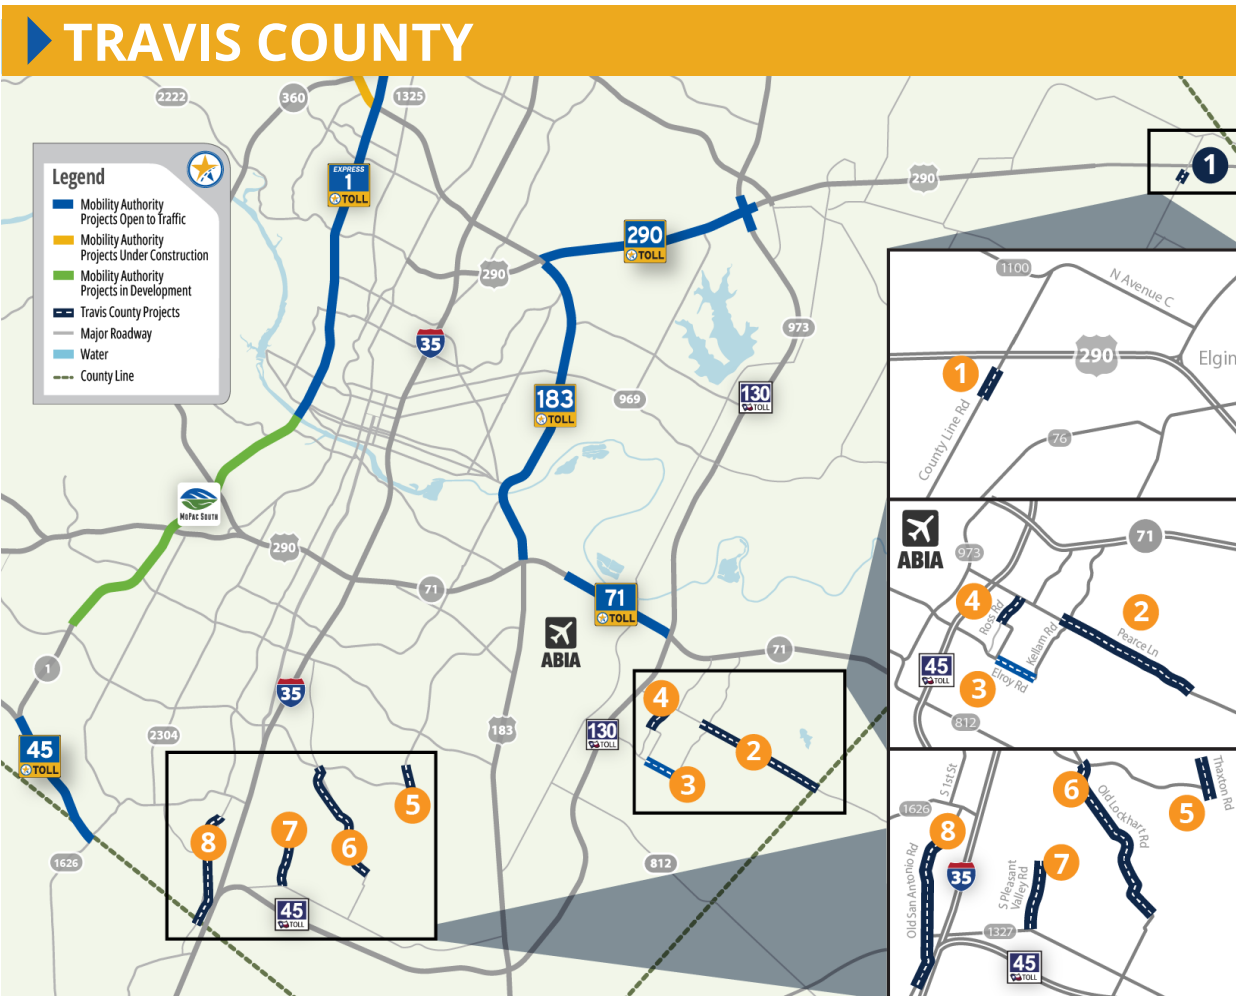 TRAVIS COUNTY
2222
360
1325
EXPRESS
1
TOLL
Legend
Mobility Authority
Projects Open to Traffic
Mobility Authority
Projects Under Construction
Mobility Authority
Projects in Development
Travis County Projects
Major Roadway
Water
County Line
290
TOLL
290
290
1
35
973
183
TOLL
969
130
TOLL
MoPac South
290
71
71
TOLL
ABIA
71
1
35
45
TOLL
2304
183
130
TOLL
4
2
3
1626
8
7
6
5
45
TOLL
812
1100
N Avenue C
290
Elgin
1
County Line Rd
76
ABIA
973
71
4
Ross Rd
2
Kellam Rd
Pearce Ln
45
TOLL
3
Elroy Rd
812
S 1st St
1626
8
Old San Antonio Rd
35
6
Old Lockhart Rd
5
Thaxton Rd
7
S Pleasant
Valley Rd
1327
45
TOLL